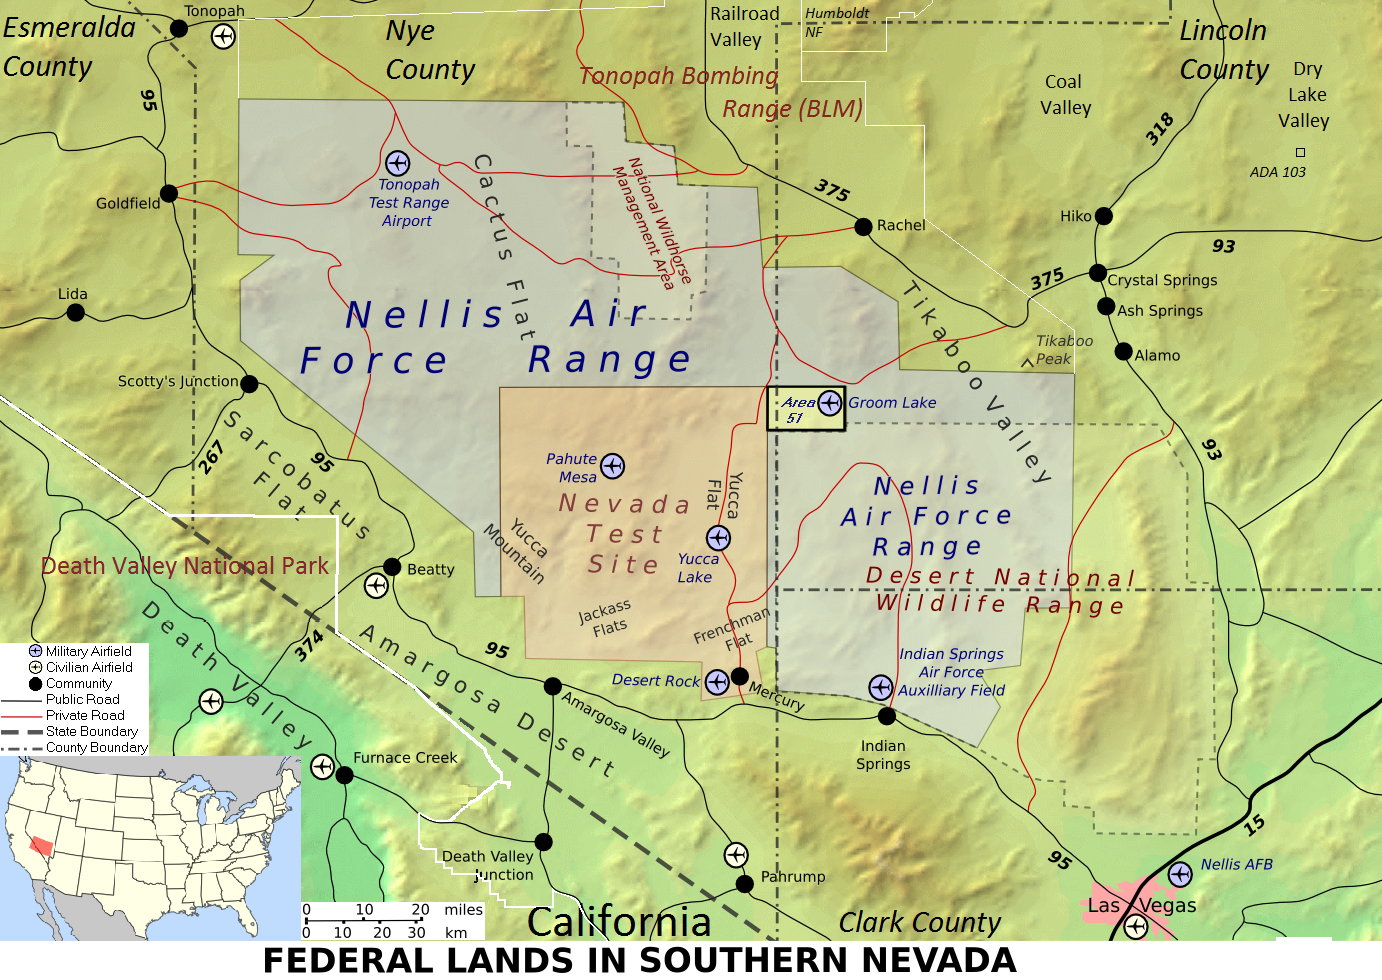 Esmeralda
County
Tonopah
Nye
County
Railroad
Valley
Humboldt
NF
Lincoln
County
Tonopah Bombing
Range (BLM)
Coal
Valley
Dry
Lake
Valley
ADA 103
95
318
375
Tonopah
Test Range
Airport
Cactus Flat
National Wildhorse
Management Area
Goldfield
Rachel
Hiko
93
Crystal Springs
375
Ash Springs
Lida
Nellis Air
Force Range
Tikaboo Valley
Tikaboo
Peak
Alamo
Scotty's Junction
Area
51
Groom Lake
Sarcobatus
Flat
267
95
93
Pahute
Mesa
Yucca
Flat
Nevada
Test
Site
Nellis
Air Force
Range
Yucca
Mountain
Yucca
Lake
Desert National
Wildlife Range
Death Valley National Park
Beatty
Jackass
Flats
Frenchman
Flat
Death Valley
374
Amargosa Desert
95
Desert Rock
Mercury
Indian Springs
Air Force
Auxilliary Field
Amargosa Valley
Indian
Springs
Furnace Creek
Military Airfield
Civilian Airfield
Community
Public Road
Private Road
State Boundary
County Boundary
15
95
Nellis AFB
Death Valley
Junction
Pahrump
Las Vegas
0 10 20 miles
0 10 20 30 km
California
Clark County
FEDERAL LANDS IN SOUTHERN NEVADA